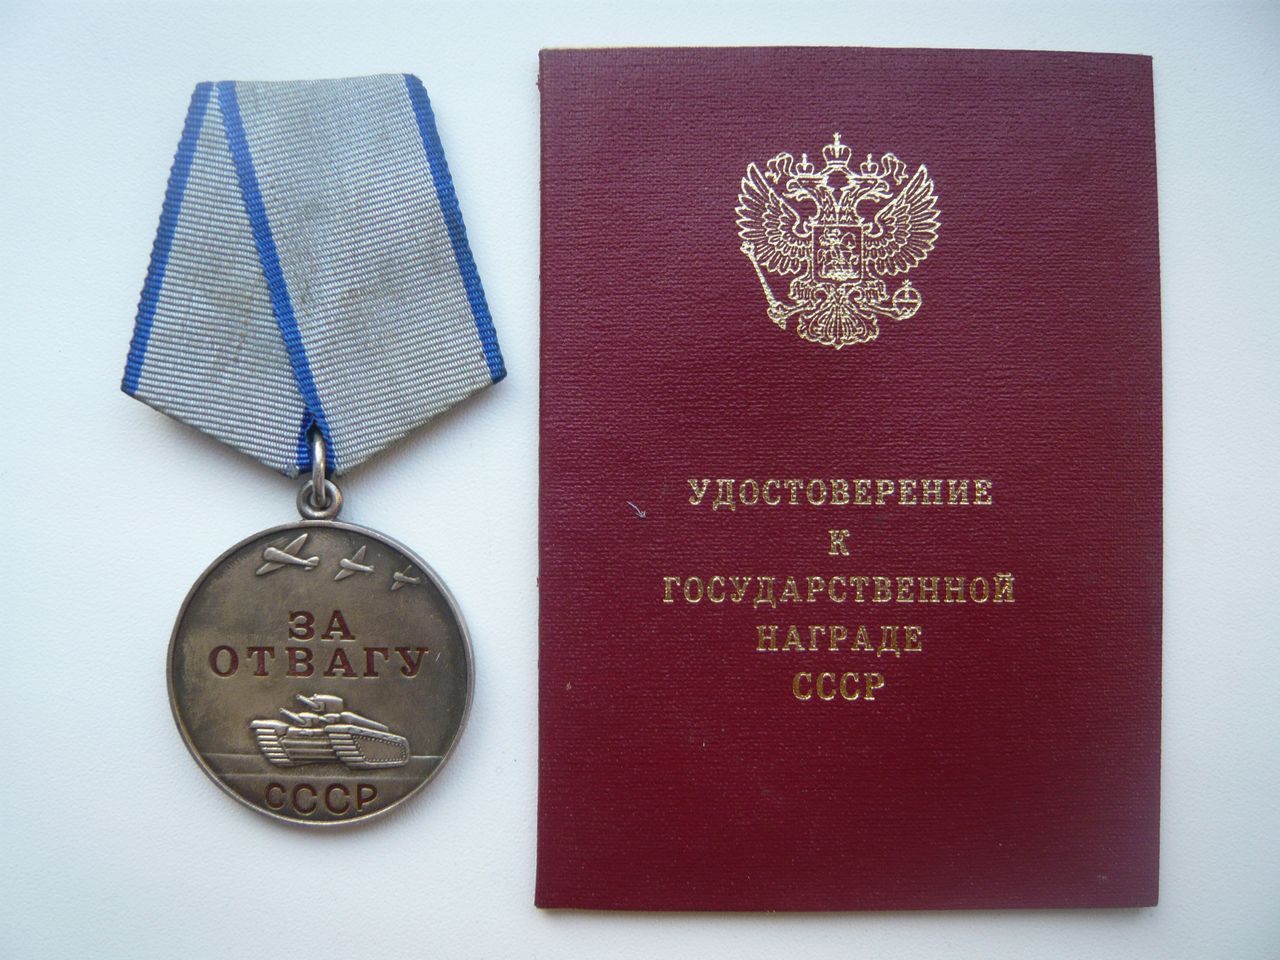 ЗА
ОТВАГУ
СССР
УДОСТОВЕРЕНИЕ
К
ГОСУДАРСТВЕННОЙ
НАГРАДЕ
СССР